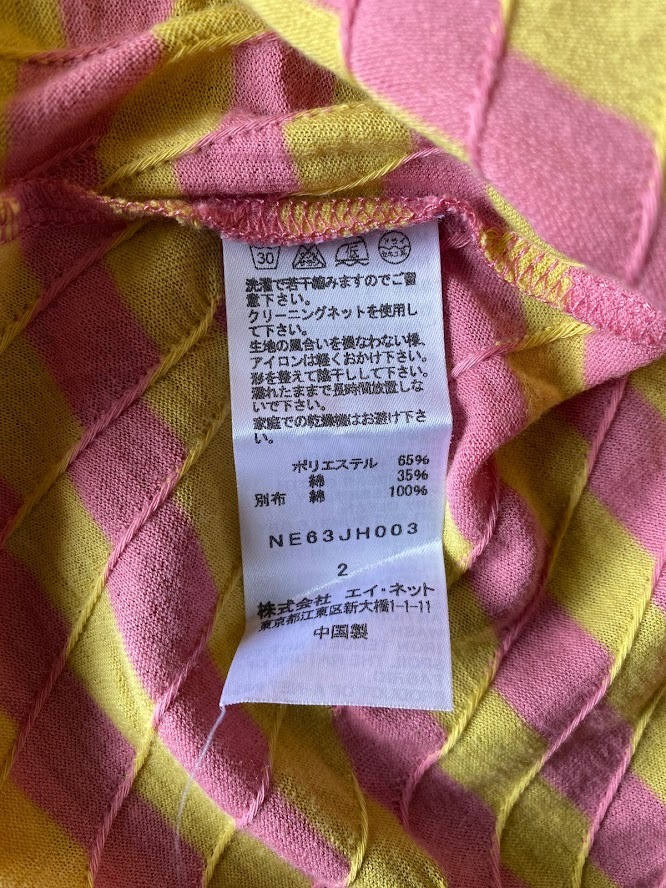 30
洗濯で若干縮みますのでご留
意下さい。
クリーニングネットを使用し
て下さい。
生地の風合いを損なわない様、
アイロンは軽くおかけ下さい。
形を整えて陰干しして下さい。
濡れたままで長時間放置しな
いで下さい。
家庭での乾燥機はお避け下さ
い。
ポリエステル 65%
綿 35%
別布 綿 100%
NE63JH003
2
株式会社 エイ・ネット
東京都江東区新大橋1-1-11
中国製